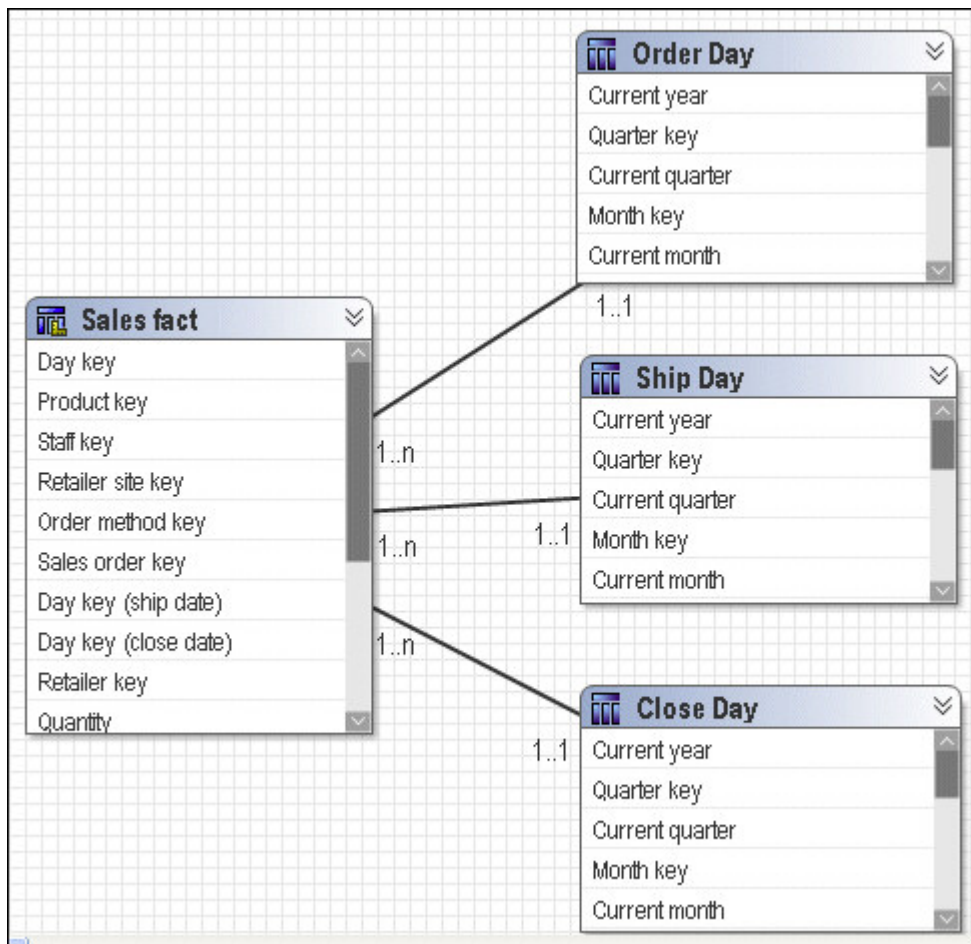 Order Day
Current year
Quarter key
Current quarter
Month key
Current month
1..1
Sales fact
Day key
Product key
Staff key
Retailer site key
Order method key
Sales order key
Day key (ship date)
Day key (close date)
Retailer key
Quantity
1..n
1..n
1..n
Ship Day
Current year
Quarter key
Current quarter
Month key
Current month
1..1
Close Day
Current year
Quarter key
Current quarter
Month key
Current month
1..1